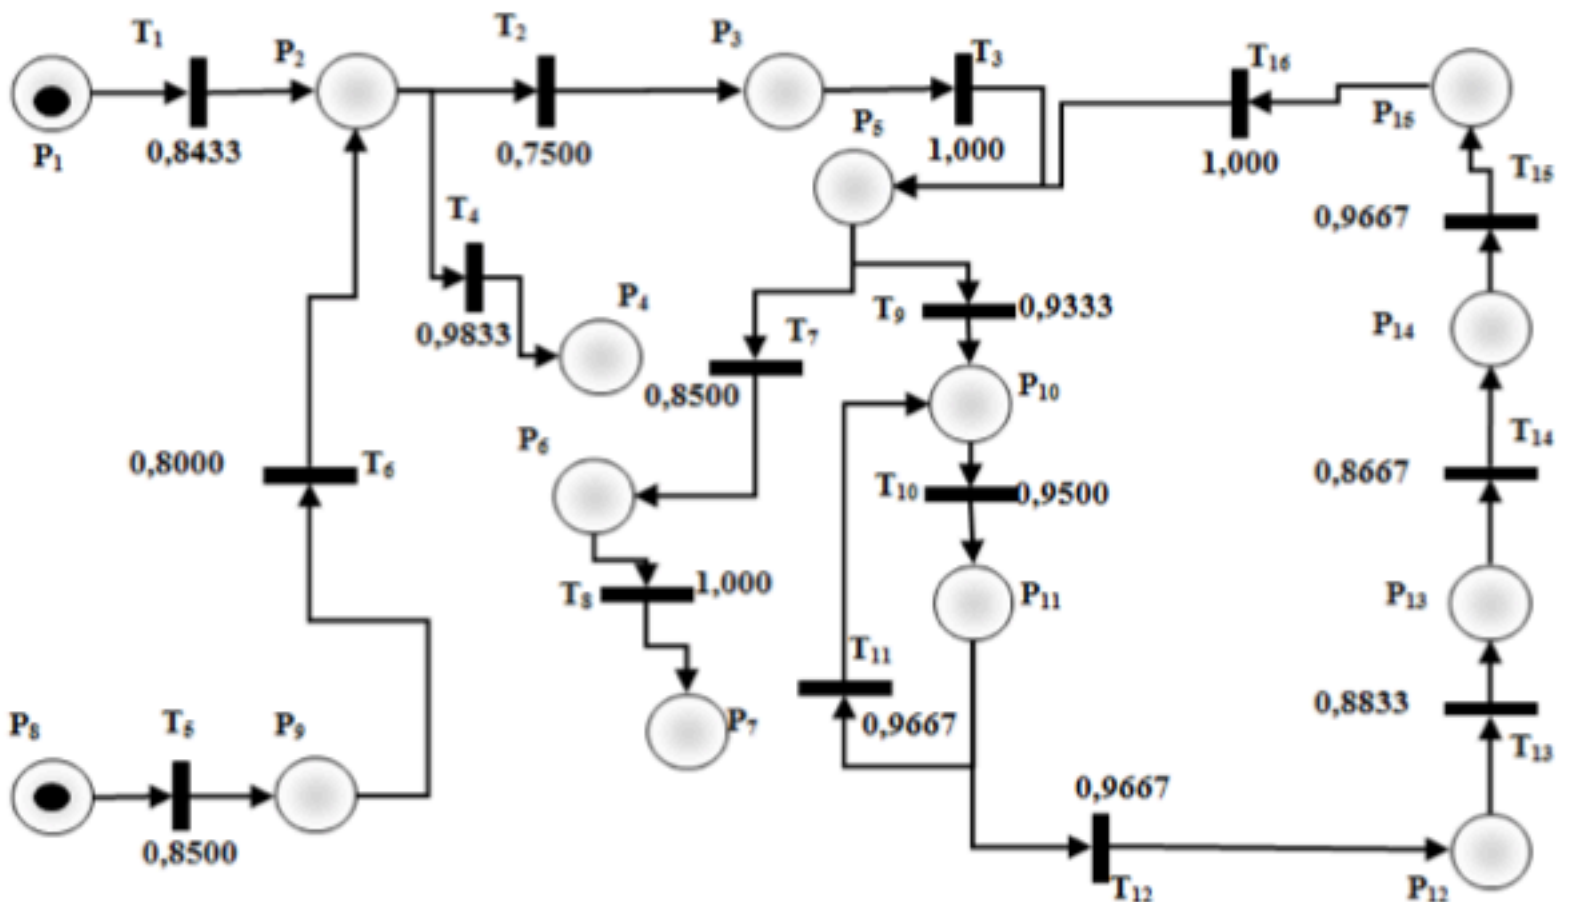 T₁
P₂
T₂
P₃
T₃
T₁₆
P₁
0,8433
0,7500
P₅
1,000
1,000
P₁₅
T₁₅
T₄
0,9667
0,9833
P₄
T₉
0,9333
P₁₄
T₇
0,8500
P₁₀
0,8000
T₆
P₆
T₁₀
0,9500
0,8667
T₁₄
T₈
1,000
P₁₁
P₁₃
T₁₁
0,9667
0,8833
T₁₃
P₈
T₅
P₉
P₇
0,8500
0,9667
T₁₂
P₁₂